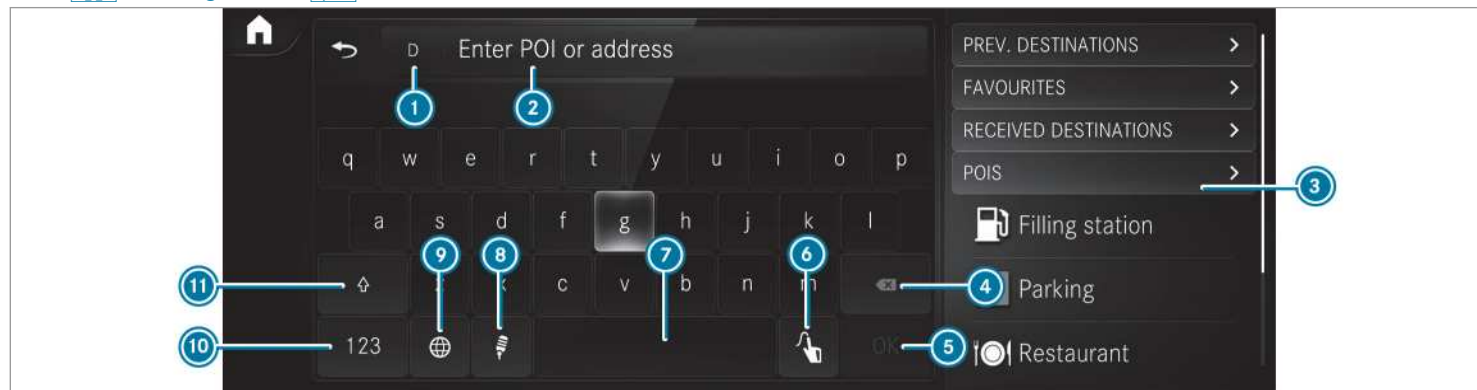 D Enter POI or address
1 2
q w e r t y u i o p
a s d f g h j k l
9 8 7 6
11 c v b n m
10 123 OK 5
PREV. DESTINATIONS
FAVOURITES
RECEIVED DESTINATIONS
POIS
3
Filling station
4 Parking
Restaurant